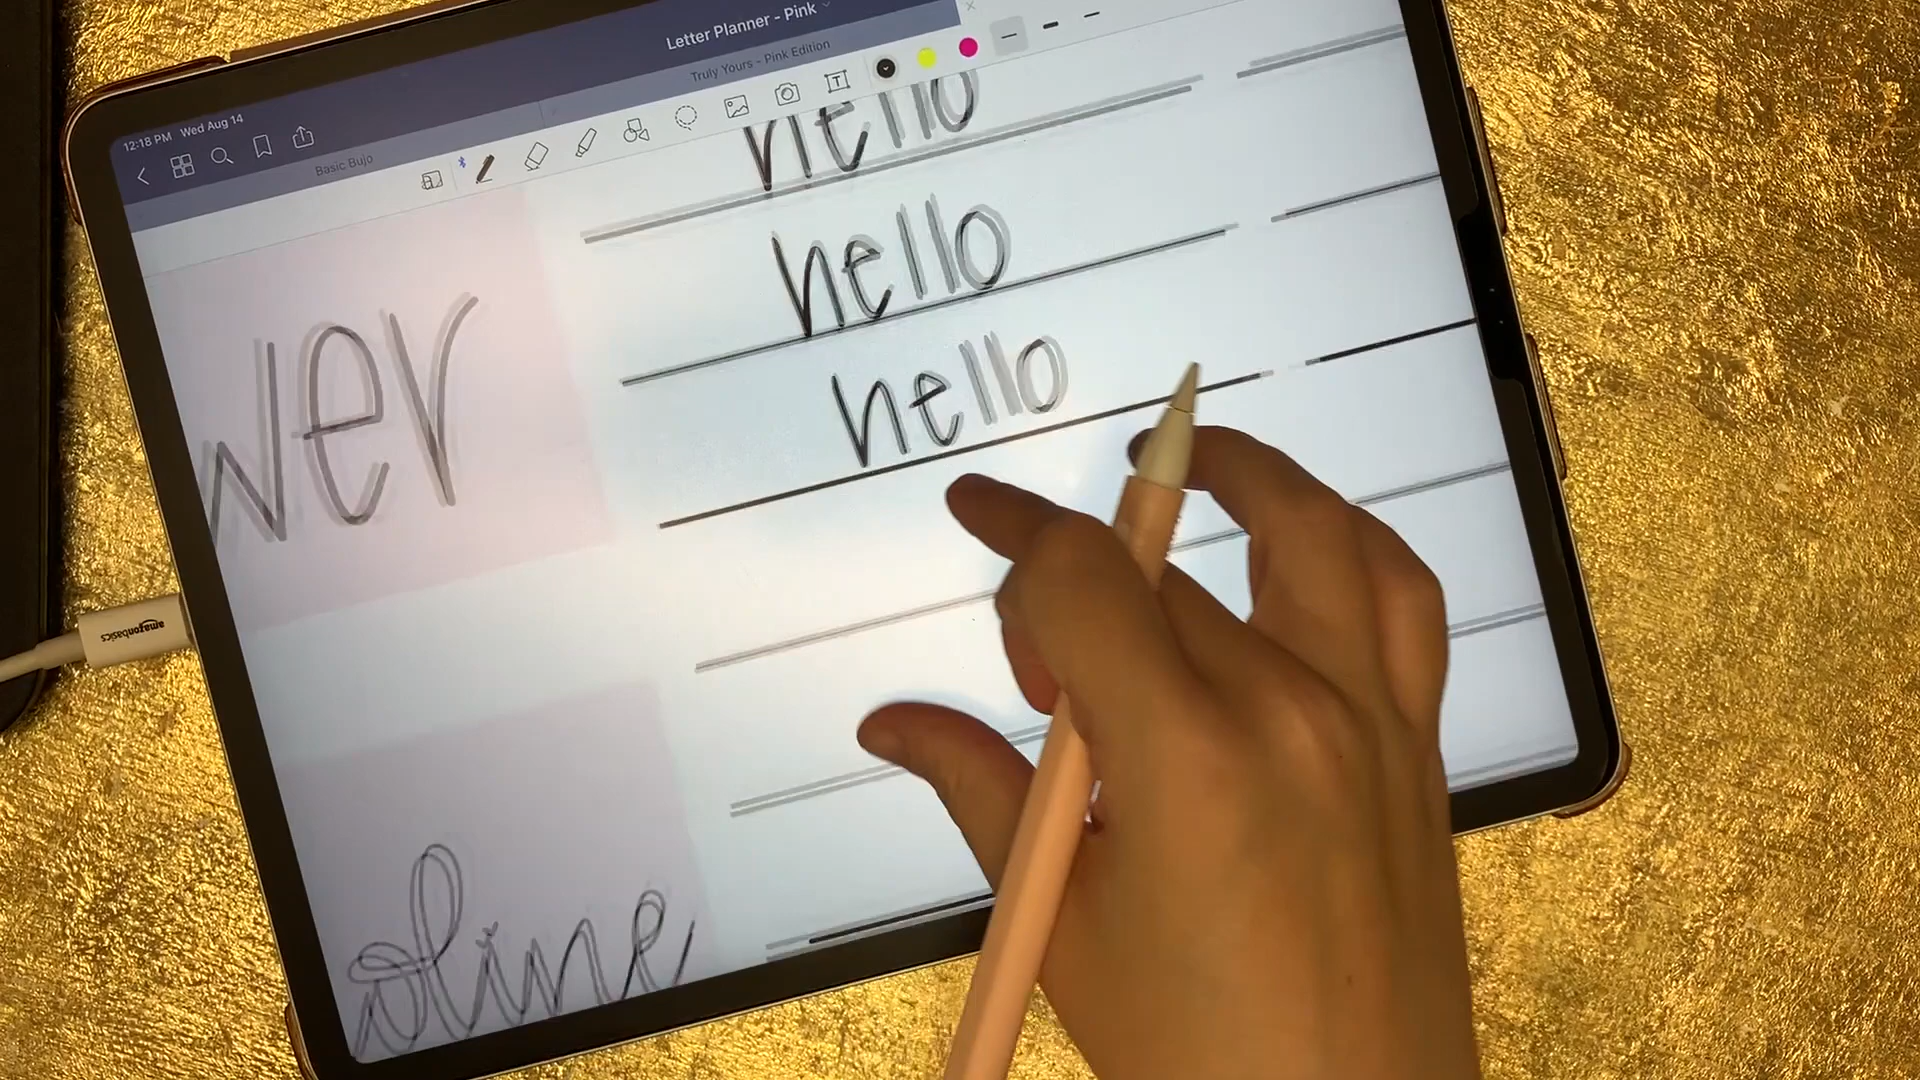 Letter Planner - Pink
Truly Yours - Pink Edition
12:18 PM Wed Aug 14
Basic Bujo
T
hello
hello
hello
wer
oline
amazonbasics